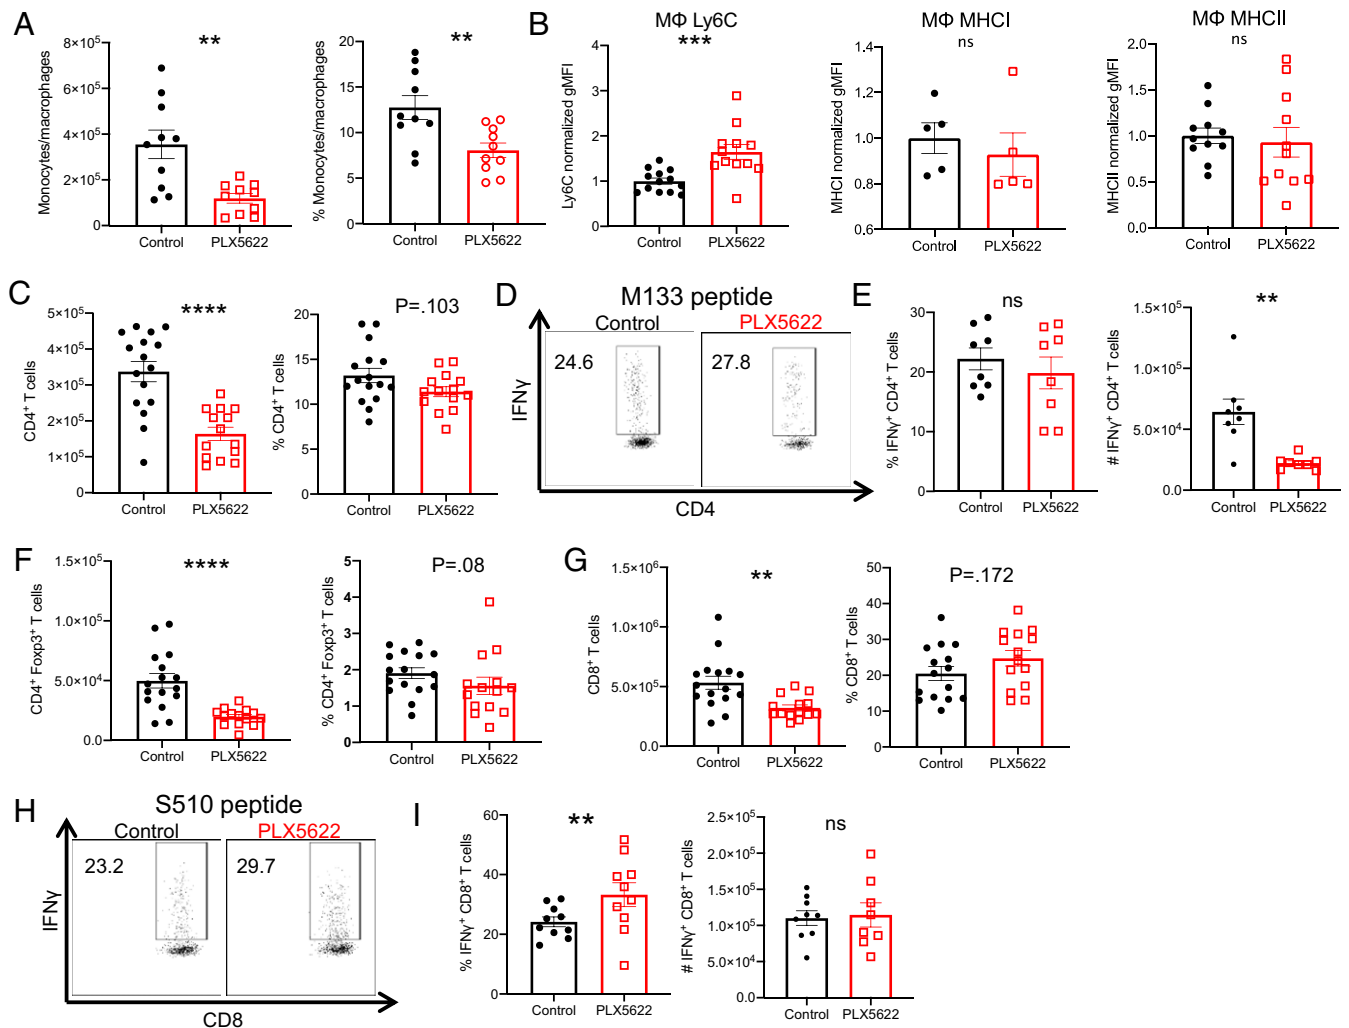 A
Monocytes/macrophages
8×10⁵
6×10⁵
4×10⁵
2×10⁵
0
**
Control
PLX5622
% Monocytes/macrophages
20
15
10
5
0
**
Control
PLX5622
B
MΦ Ly6C
***
Ly6C normalized gMFI
4
3
2
1
0
Control
PLX5622
MΦ MHCI
ns
MHCI normalized gMFI
1.4
1.2
1.0
0.8
0.6
Control
PLX5622
MΦ MHCII
ns
MHCII normalized gMFI
2.0
1.5
1.0
0.5
0.0
Control
PLX5622
C
CD4⁺ T cells
5×10⁵
4×10⁵
3×10⁵
2×10⁵
1×10⁵
0
****
Control
PLX5622
P=.103
% CD4⁺ T cells
20
15
10
5
0
Control
PLX5622
D
M133 peptide
Control
PLX5622
24.6
27.8
IFNγ
CD4
E
ns
% IFNγ⁺ CD4⁺ T cells
30
20
10
0
Control
PLX5622
**
# IFNγ⁺ CD4⁺ T cells
1.5×10⁵
1.0×10⁵
5.0×10⁴
0.0
Control
PLX5622
F
****
CD4⁺ Foxp3⁺ T cells
1.5×10⁵
1.0×10⁵
5.0×10⁴
0.0
Control
PLX5622
P=.08
% CD4⁺ Foxp3⁺ T cells
5
4
3
2
1
0
Control
PLX5622
G
**
CD8⁺ T cells
1.5×10⁶
1.0×10⁶
5.0×10⁵
0.0
Control
PLX5622
P=.172
% CD8⁺ T cells
50
40
30
20
10
0
Control
PLX5622
H
S510 peptide
Control
PLX5622
23.2
29.7
IFNγ
CD8
I
**
% IFNγ⁺ CD8⁺ T cells
60
40
20
0
Control
PLX5622
ns
# IFNγ⁺ CD8⁺ T cells
2.5×10⁵
2.0×10⁵
1.5×10⁵
1.0×10⁵
5.0×10⁴
0.0
Control
PLX5622